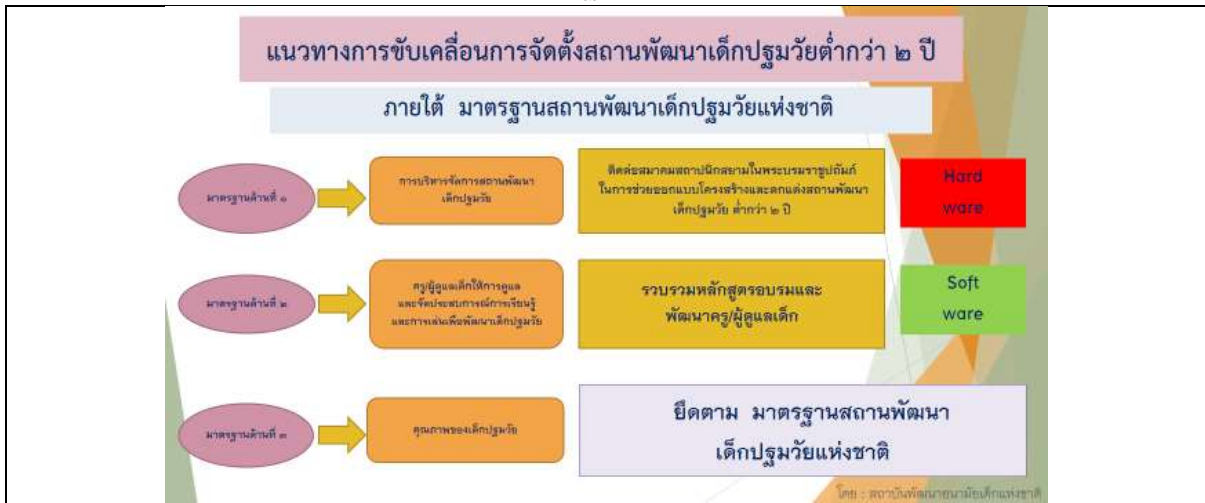 แนวทางการขับเคลื่อนการจัดตั้งสถานพัฒนาเด็กปฐมวัยต่ำกว่า ๒ ปี
ภายใต้ มาตรฐานสถานพัฒนาเด็กปฐมวัยแห่งชาติ
มาตรฐานด้านที่ ๑
การบริหารจัดการสถานพัฒนา
เด็กปฐมวัย
ติดต่อสมาคมสถาปนิกสยามในพระบรมราชูปถัมภ์
ในการช่วยออกแบบโครงสร้างและตกแต่งสถานพัฒนา
เด็กปฐมวัย ต่ำกว่า ๒ ปี
Hard
ware
มาตรฐานด้านที่ ๒
ครู/ผู้ดูแลเด็กให้การดูแล
และจัดประสบการณ์การเรียนรู้
และการเล่นเพื่อพัฒนาเด็กปฐมวัย
รวบรวมหลักสูตรอบรมและ
พัฒนาครู/ผู้ดูแลเด็ก
Soft
ware
มาตรฐานด้านที่ ๓
คุณภาพของเด็กปฐมวัย
ยึดตาม มาตรฐานสถานพัฒนา
เด็กปฐมวัยแห่งชาติ
โดย : สถาบันพัฒนาอนามัยเด็กแห่งชาติ